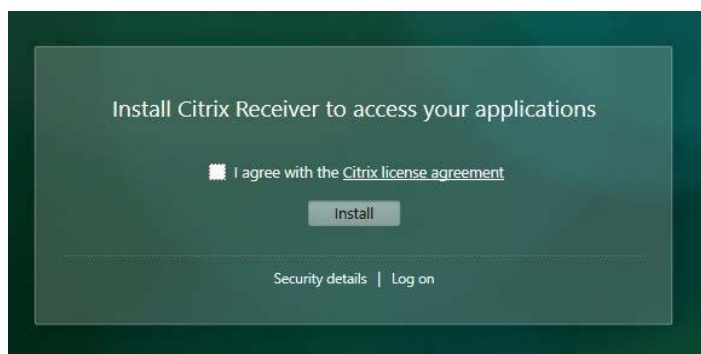 Install Citrix Receiver to access your applications
I agree with the Citrix license agreement
Install
Security details | Log on